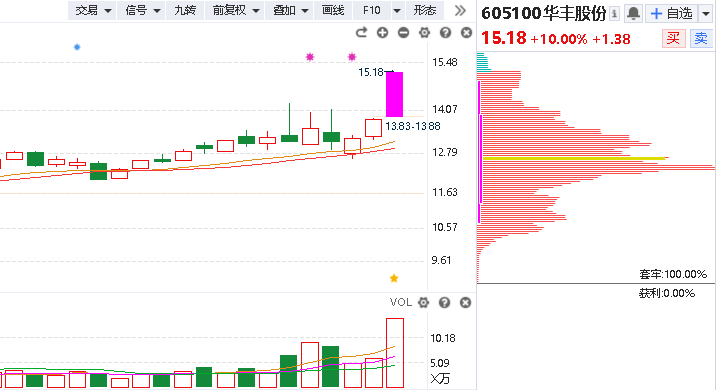 交易 信号 九转 前复权 叠加 画线 F10 形态
605100华丰股份 i + 自选
15.18 +10.00% +1.38 买 卖
15.48
15.18
14.07
13.83-13.88
12.79
11.63
10.57
9.61
套牢:100.00%
获利:0.00%
VOL
10.18
5.09
X万